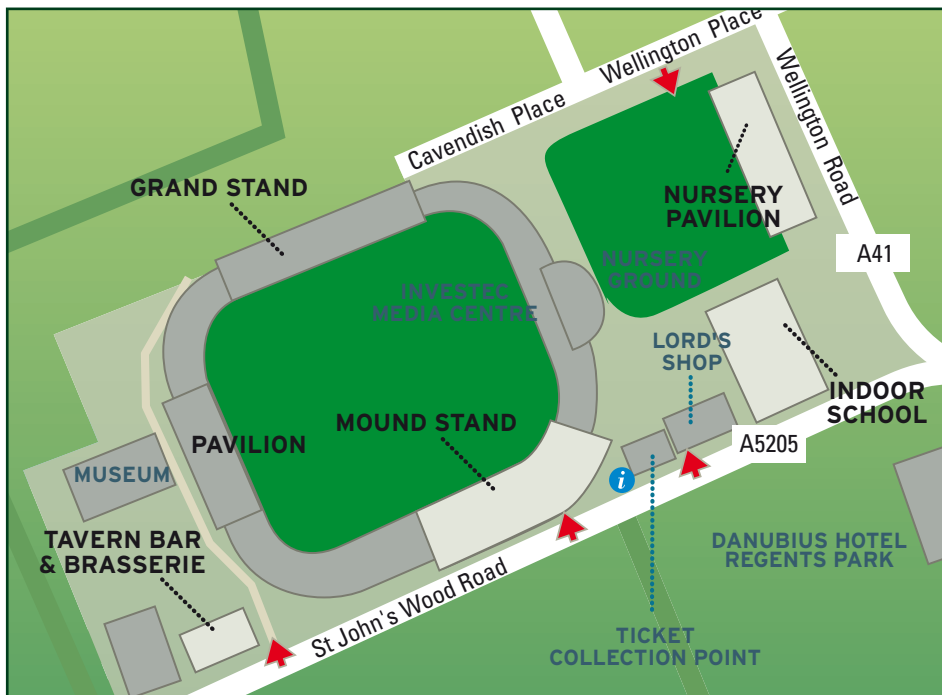 Wellington Place
Cavendish Place
Wellington Road
GRAND STAND
NURSERY
PAVILION
A41
NURSERY
GROUND
INVESTEC
MEDIA CENTRE
LORD'S
SHOP
INDOOR
SCHOOL
MOUND STAND
PAVILION
A5205
MUSEUM
i
TAVERN BAR
& BRASSERIE
DANUBIUS HOTEL
REGENTS PARK
St John's Wood Road
TICKET
COLLECTION POINT